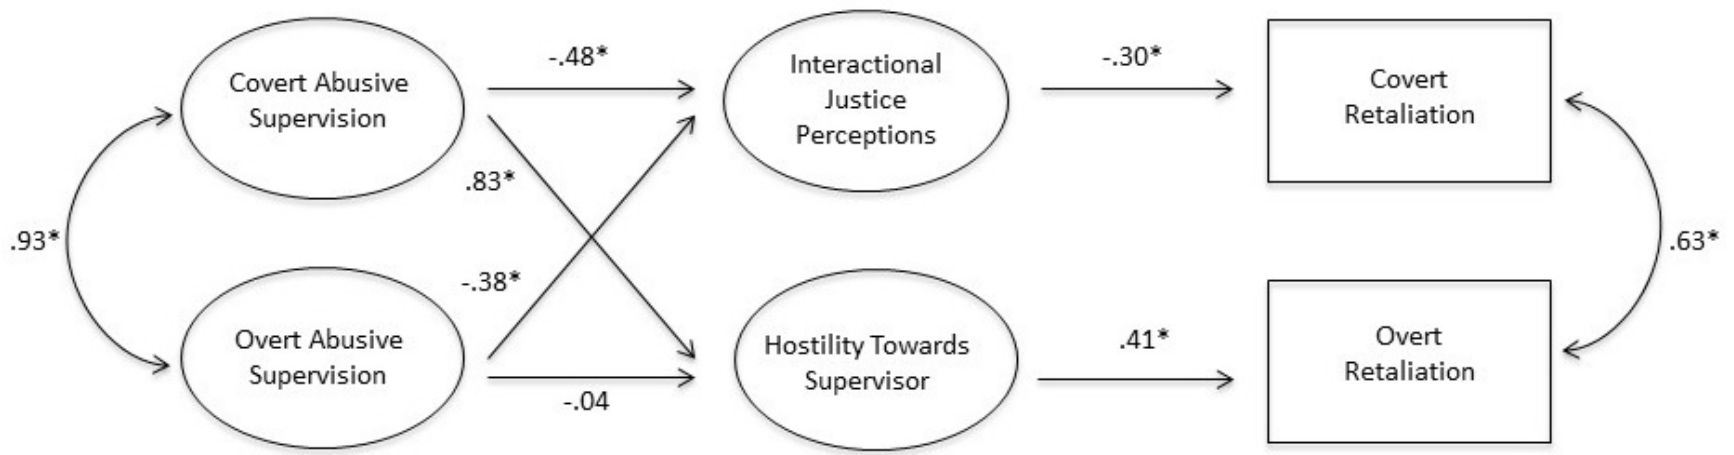 Covert Abusive
Supervision
-.48*
Interactional
Justice
Perceptions
-.30*
Covert
Retaliation
.83*
.93*
.63*
-.38*
Overt Abusive
Supervision
-.04
Hostility Towards
Supervisor
.41*
Overt
Retaliation